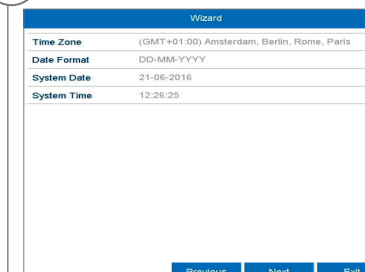 Wizard
Time Zone (GMT+01:00) Amsterdam, Berlin, Rome, Paris
Date Format DD-MM-YYYY
System Date 21-06-2016
System Time 12:26:25
Previous Next Exit